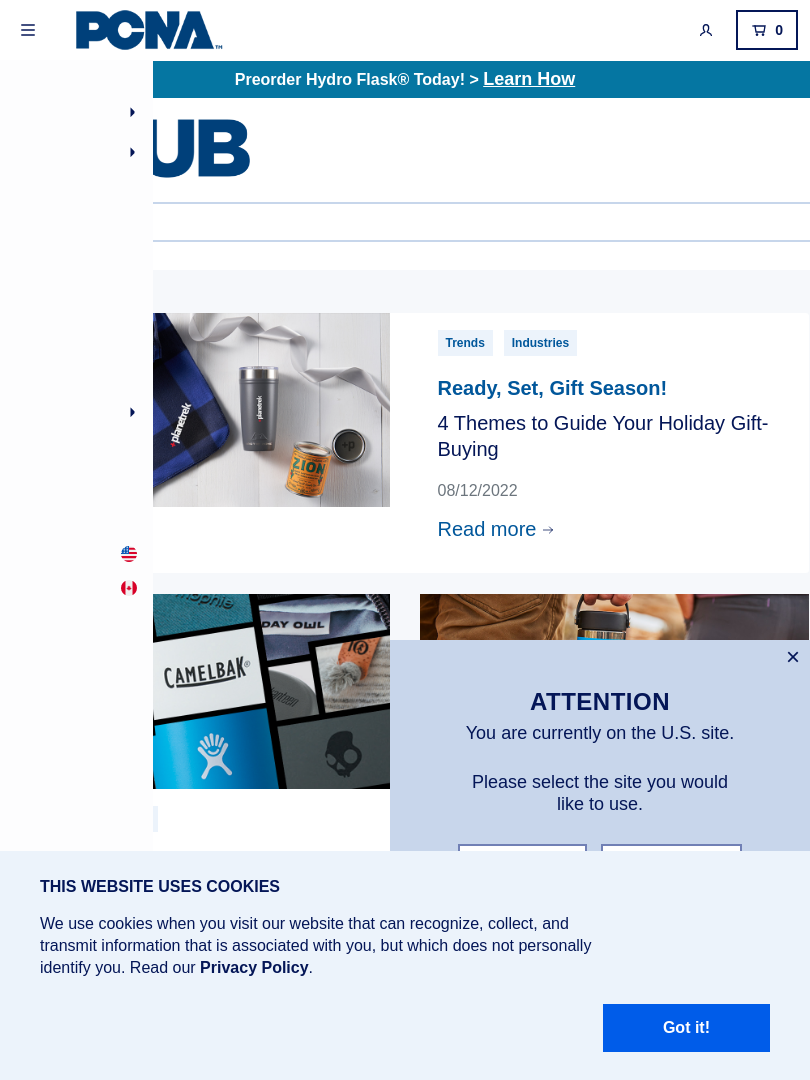 PCNA™
0
Preorder Hydro Flask® Today! > Learn How
UB
planetrek
planetrek
ZION
Trends
Industries
Ready, Set, Gift Season!
4 Themes to Guide Your Holiday Gift-
Buying
08/12/2022
Read more
mophie
DAY OWL
CAMELBAK®
ATTENTION
You are currently on the U.S. site.
Please select the site you would
like to use.
THIS WEBSITE USES COOKIES
We use cookies when you visit our website that can recognize, collect, and
transmit information that is associated with you, but which does not personally
identify you. Read our Privacy Policy.
Got it!